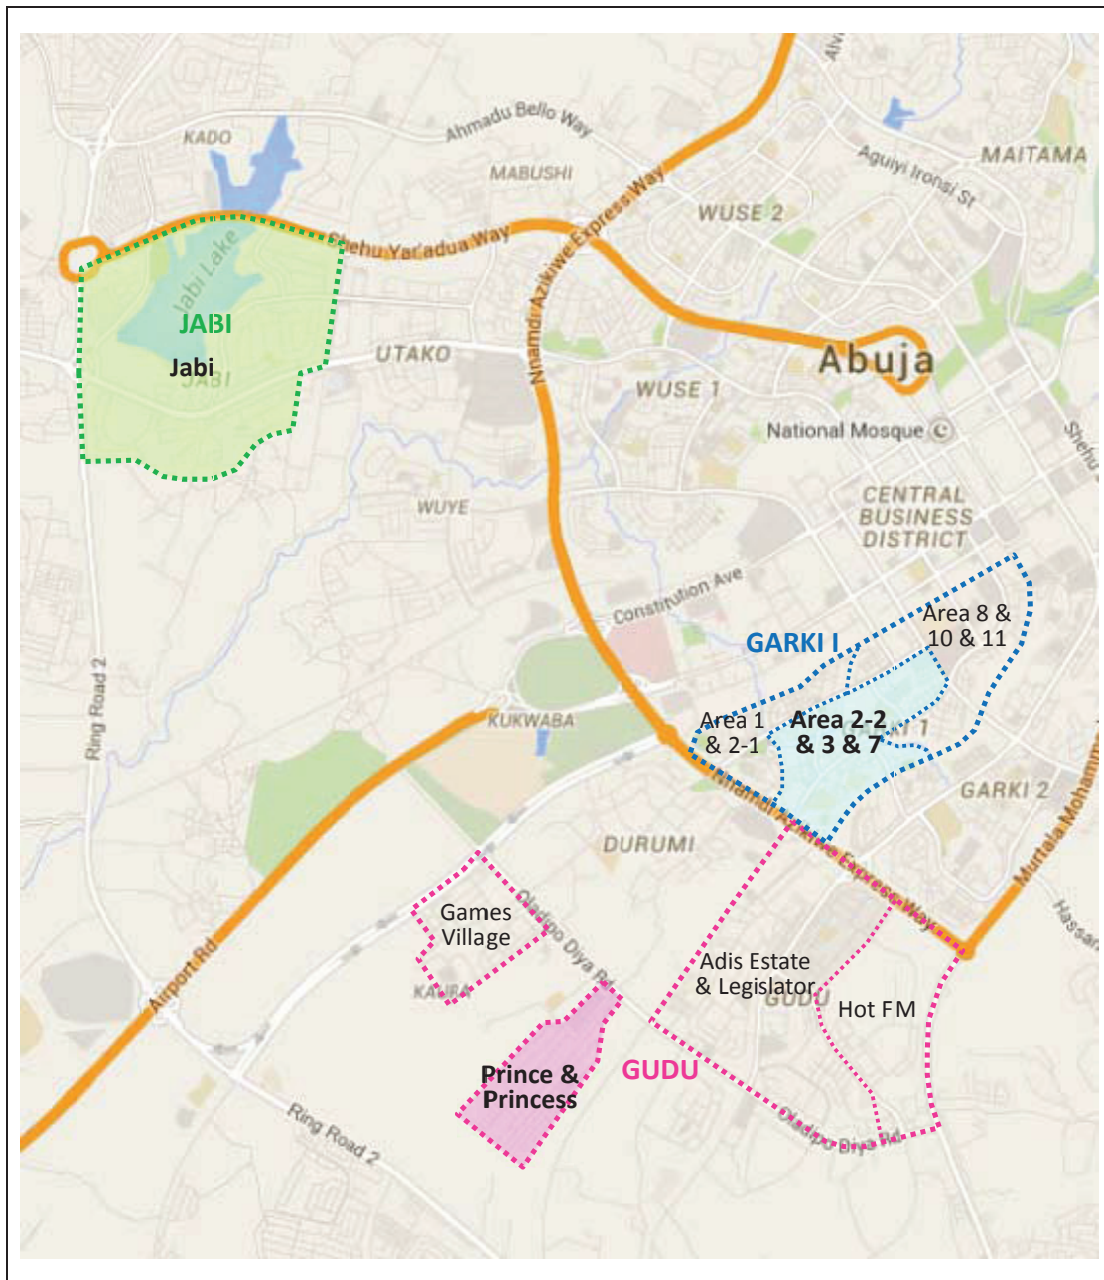 Ahmadu Bello Way
KADO
MABUSHI
Aguiyi Ironsi St
MAITAMA
WUSE 2
Nnamdi Azikiwe Express Way
Shehu Yar'adua Way
Jabi Lake
JABI
Jabi
JABI
UTAKO
WUSE 1
Abuja
National Mosque
CENTRAL
BUSINESS
DISTRICT
WUYE
Constitution Ave
Area 8 &
10 & 11
GARKI I
Ring Road 2
KUKWABA
Area 1
& 2-1
Area 2-2
& 3 & 7
GARKI 1
GARKI 2
Nnamdi Azikiwe Express Way
DURUMI
Games
Village
Oladipo Diya Rd
Airport Rd
Adis Estate
& Legislator
GUDU
Hot FM
Prince &
Princess
GUDU
Ring Road 2
Oladipo Diya Rd